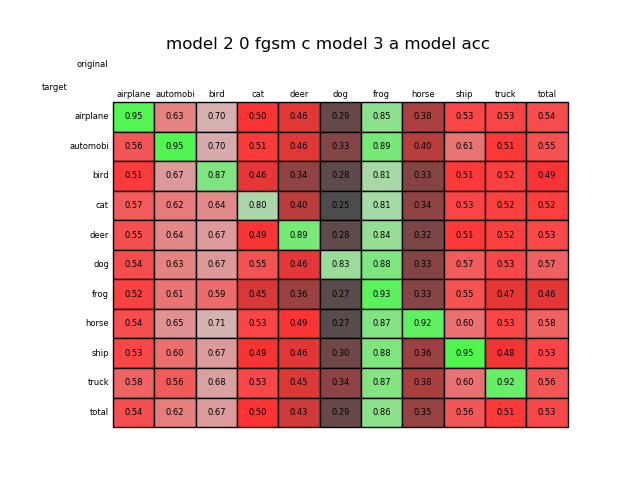 model 2 0 fgsm c model 3 a model acc
original
target
airplane automobi bird cat deer dog frog horse ship truck total
airplane 0.95 0.63 0.70 0.50 0.46 0.29 0.85 0.38 0.53 0.53 0.54
automobi 0.56 0.95 0.70 0.51 0.46 0.33 0.89 0.40 0.61 0.51 0.55
bird 0.51 0.67 0.87 0.46 0.34 0.28 0.81 0.33 0.51 0.52 0.49
cat 0.57 0.62 0.64 0.80 0.40 0.25 0.81 0.34 0.53 0.52 0.52
deer 0.55 0.64 0.67 0.49 0.89 0.28 0.84 0.32 0.51 0.52 0.53
dog 0.54 0.63 0.67 0.55 0.46 0.83 0.88 0.33 0.57 0.53 0.57
frog 0.52 0.61 0.59 0.45 0.36 0.27 0.93 0.33 0.55 0.47 0.46
horse 0.54 0.65 0.71 0.53 0.49 0.27 0.87 0.92 0.60 0.53 0.58
ship 0.53 0.60 0.67 0.49 0.46 0.30 0.88 0.36 0.95 0.48 0.53
truck 0.58 0.56 0.68 0.53 0.45 0.34 0.87 0.38 0.60 0.92 0.56
total 0.54 0.62 0.67 0.50 0.43 0.29 0.86 0.35 0.56 0.51 0.53